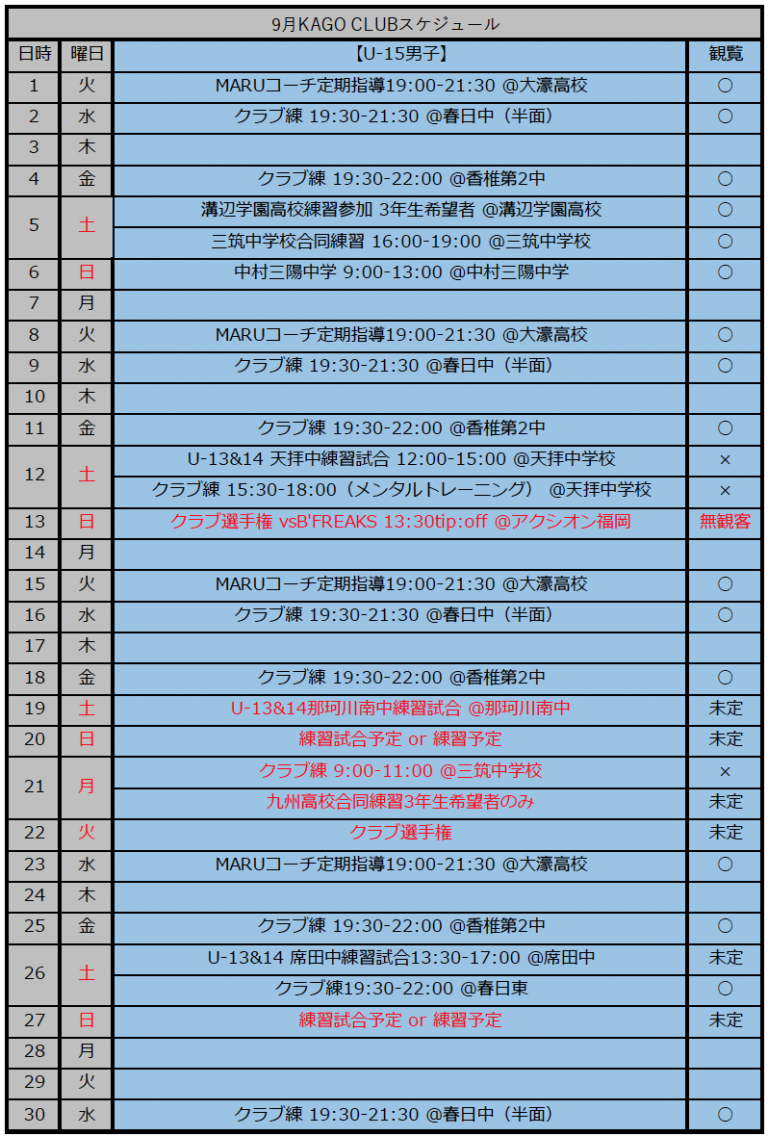 9月KAGO CLUBスケジュール
日時 曜日 【U-15男子】 観覧
1 火 MARUコーチ定期指導19:00-21:30 @大濠高校 〇
2 水 クラブ練 19:30-21:30 @春日中（半面） 〇
3 木
4 金 クラブ練 19:30-22:00 @香椎第2中 〇
5 土 溝辺学園高校練習参加 3年生希望者 @溝辺学園高校 〇
三筑中学校合同練習 16:00-19:00 @三筑中学校 〇
6 日 中村三陽中学 9:00-13:00 @中村三陽中学 〇
7 月
8 火 MARUコーチ定期指導19:00-21:30 @大濠高校 〇
9 水 クラブ練 19:30-21:30 @春日中（半面） 〇
10 木
11 金 クラブ練 19:30-22:00 @香椎第2中 〇
12 土 U-13&14 天拝中練習試合 12:00-15:00 @天拝中学校 ×
クラブ練 15:30-18:00（メンタルトレーニング） @天拝中学校 ×
13 日 クラブ選手権 vsB'FREAKS 13:30tip:off @アクシオン福岡 無観客
14 月
15 火 MARUコーチ定期指導19:00-21:30 @大濠高校 〇
16 水 クラブ練 19:30-21:30 @春日中（半面） 〇
17 木
18 金 クラブ練 19:30-22:00 @香椎第2中 〇
19 土 U-13&14那珂川南中練習試合 @那珂川南中 未定
20 日 練習試合予定 or 練習予定 未定
21 月 クラブ練 9:00-11:00 @三筑中学校 ×
九州高校合同練習3年生希望者のみ 未定
22 火 クラブ選手権 未定
23 水 MARUコーチ定期指導19:00-21:30 @大濠高校 〇
24 木
25 金 クラブ練 19:30-22:00 @香椎第2中 〇
26 土 U-13&14 席田中練習試合13:30-17:00 @席田中 未定
クラブ練19:30-22:00 @春日東 〇
27 日 練習試合予定 or 練習予定 未定
28 月
29 火
30 水 クラブ練 19:30-21:30 @春日中（半面） 〇